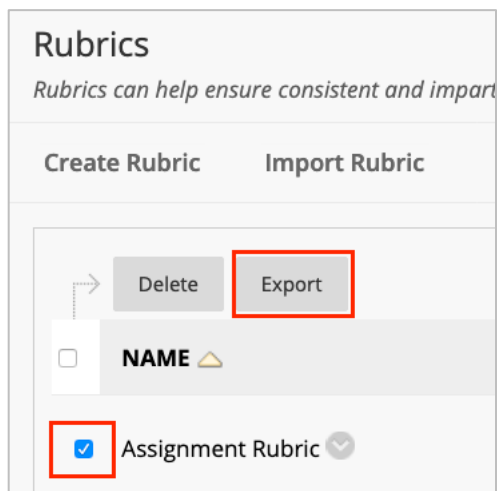 Rubrics
Rubrics can help ensure consistent and impart
Create Rubric Import Rubric
Delete Export
NAME
Assignment Rubric